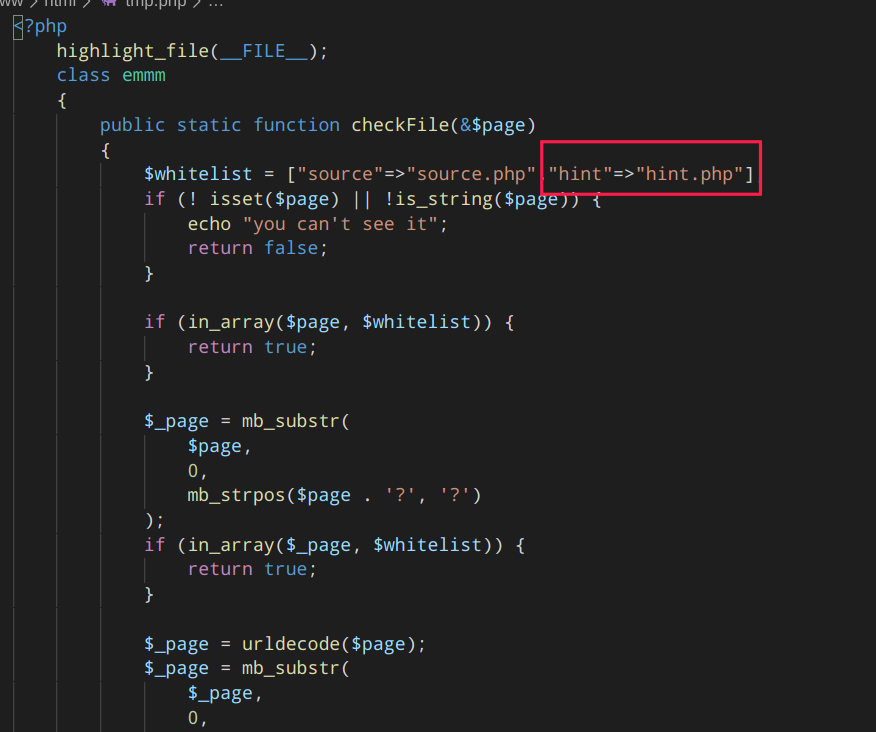 ww > html > tmp.php > ...
<?php
    highlight_file(__FILE__);
    class emmm
    {
        public static function checkFile(&$page)
        {
            $whitelist = ["source"=>"source.php","hint"=>"hint.php"]
            if (! isset($page) || !is_string($page)) {
                echo "you can't see it";
                return false;
            }

            if (in_array($page, $whitelist)) {
                return true;
            }

            $_page = mb_substr(
                $page,
                0,
                mb_strpos($page . '?', '?')
            );
            if (in_array($_page, $whitelist)) {
                return true;
            }

            $_page = urldecode($page);
            $_page = mb_substr(
                $_page,
                0,